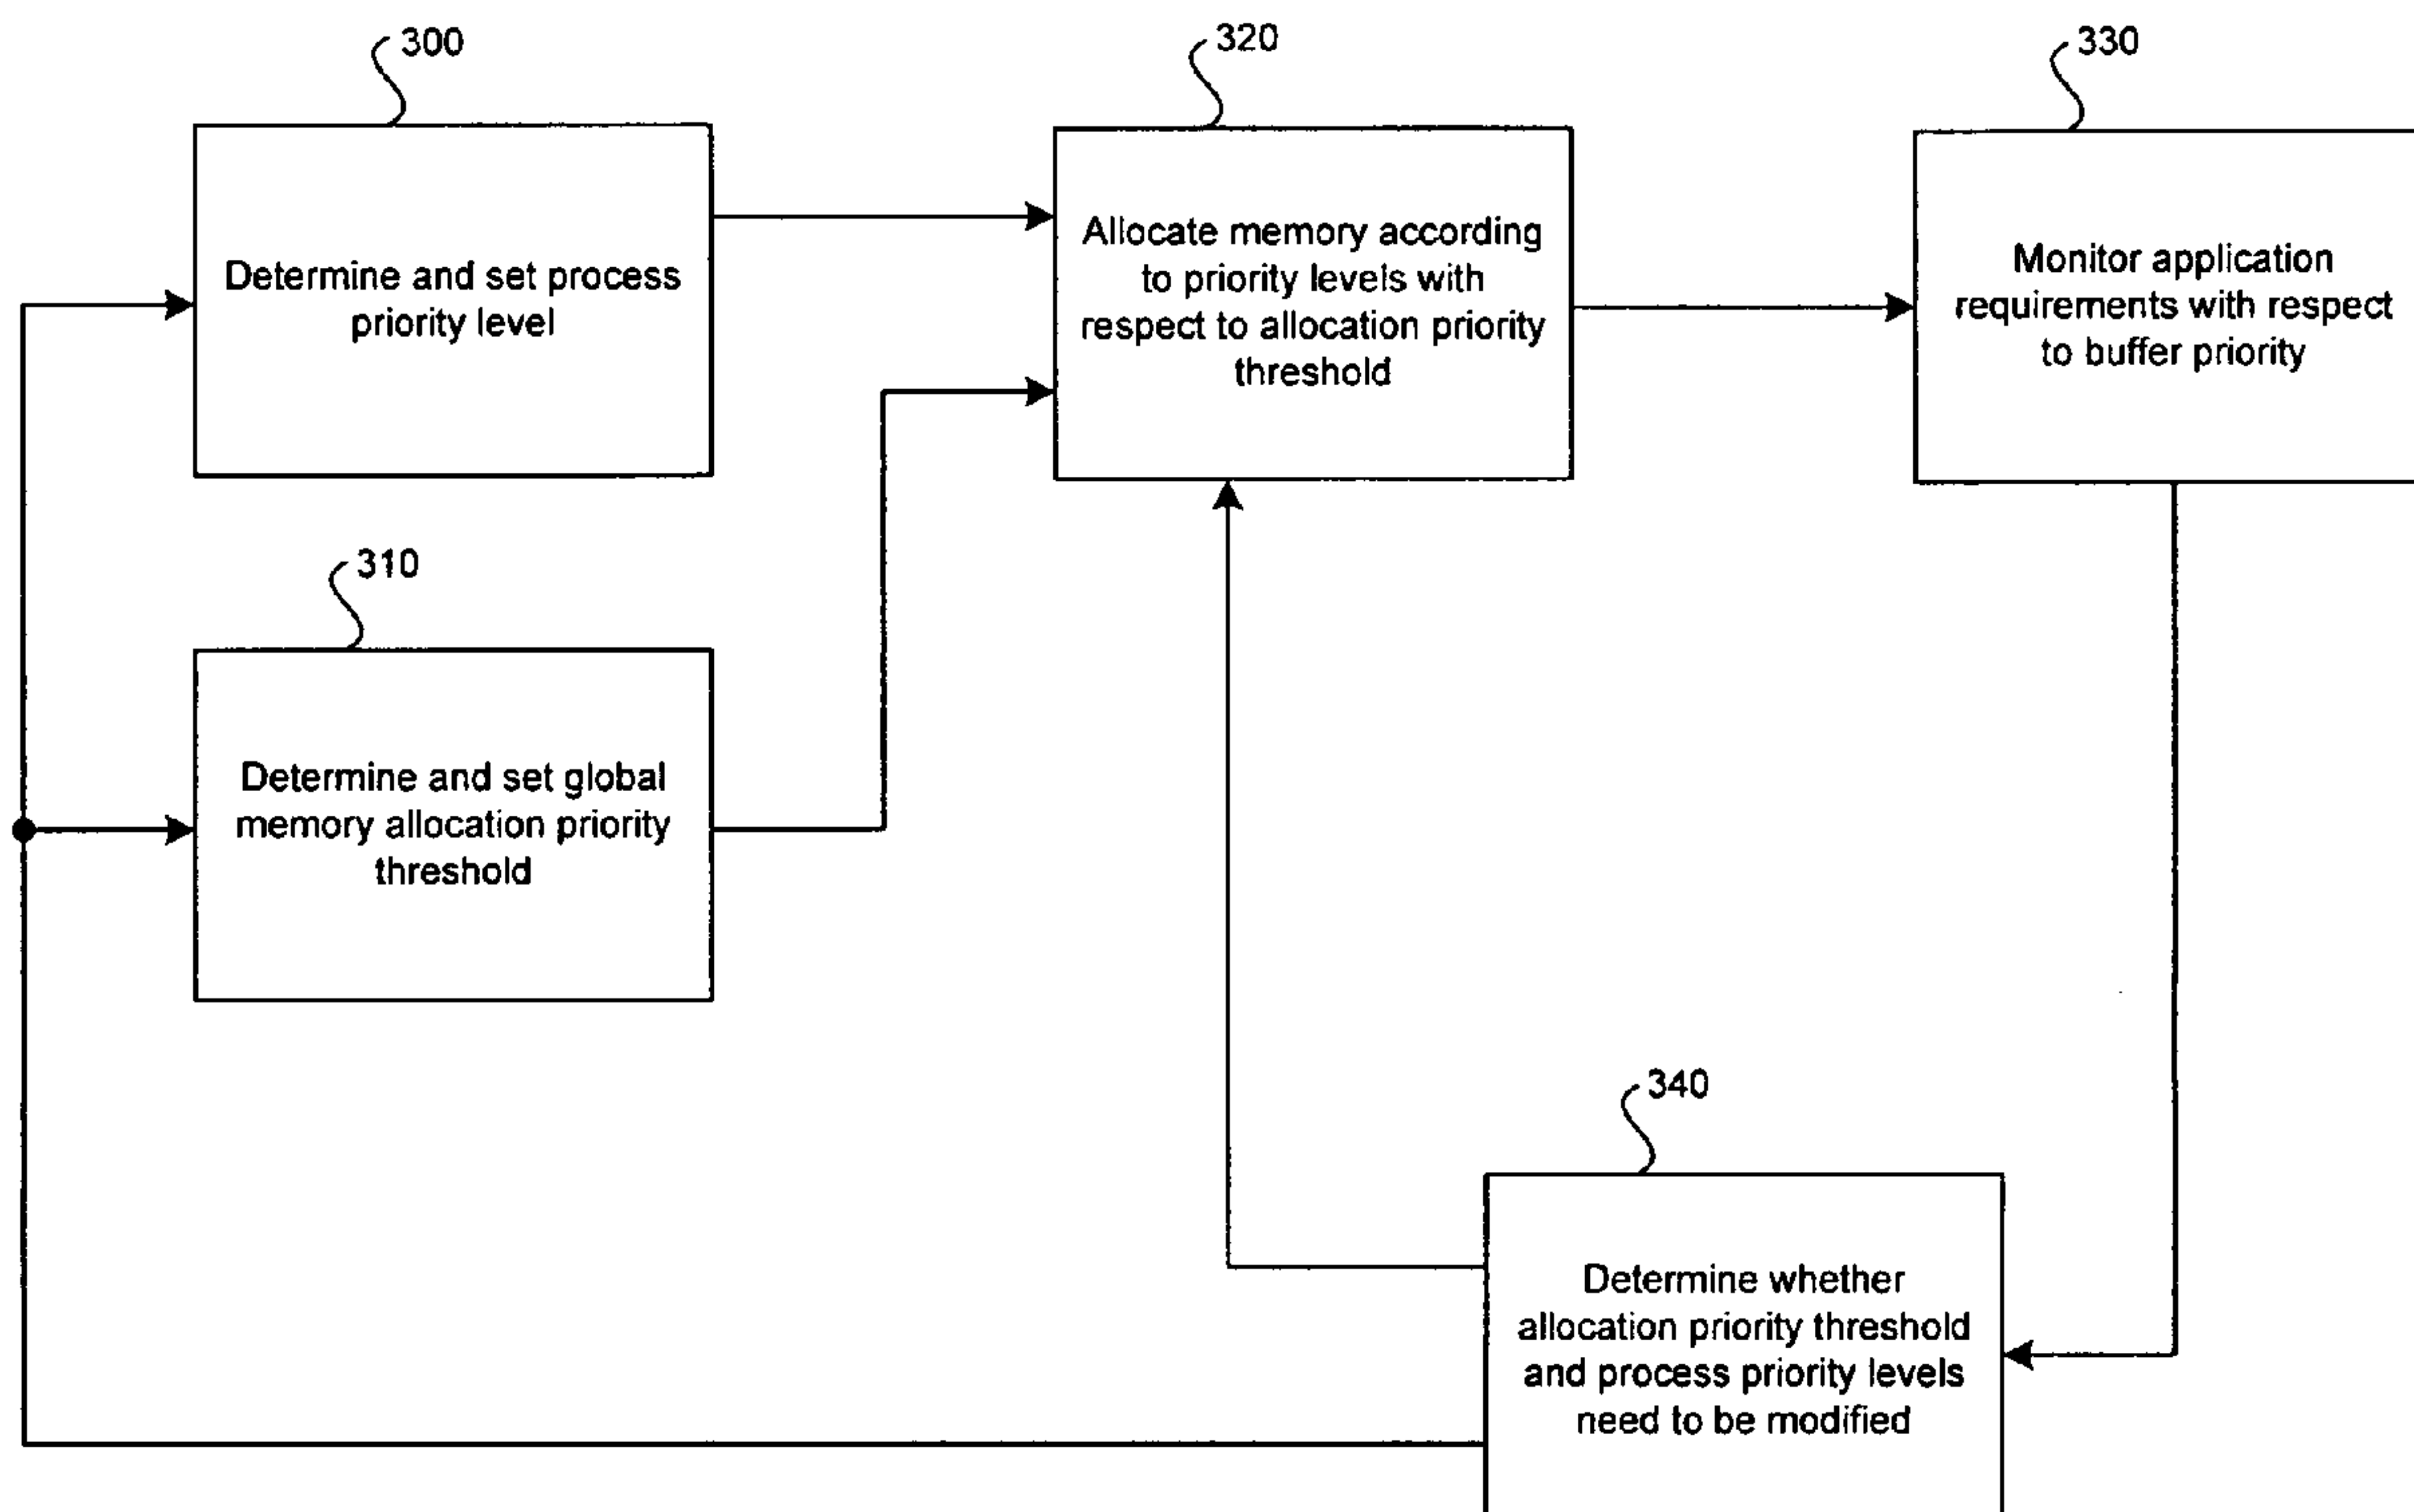 300
Determine and set process
priority level
320
Allocate memory according
to priority levels with
respect to allocation priority
threshold
330
Monitor application
requirements with respect
to buffer priority
310
Determine and set global
memory allocation priority
threshold
340
Determine whether
allocation priority threshold
and process priority levels
need to be modified